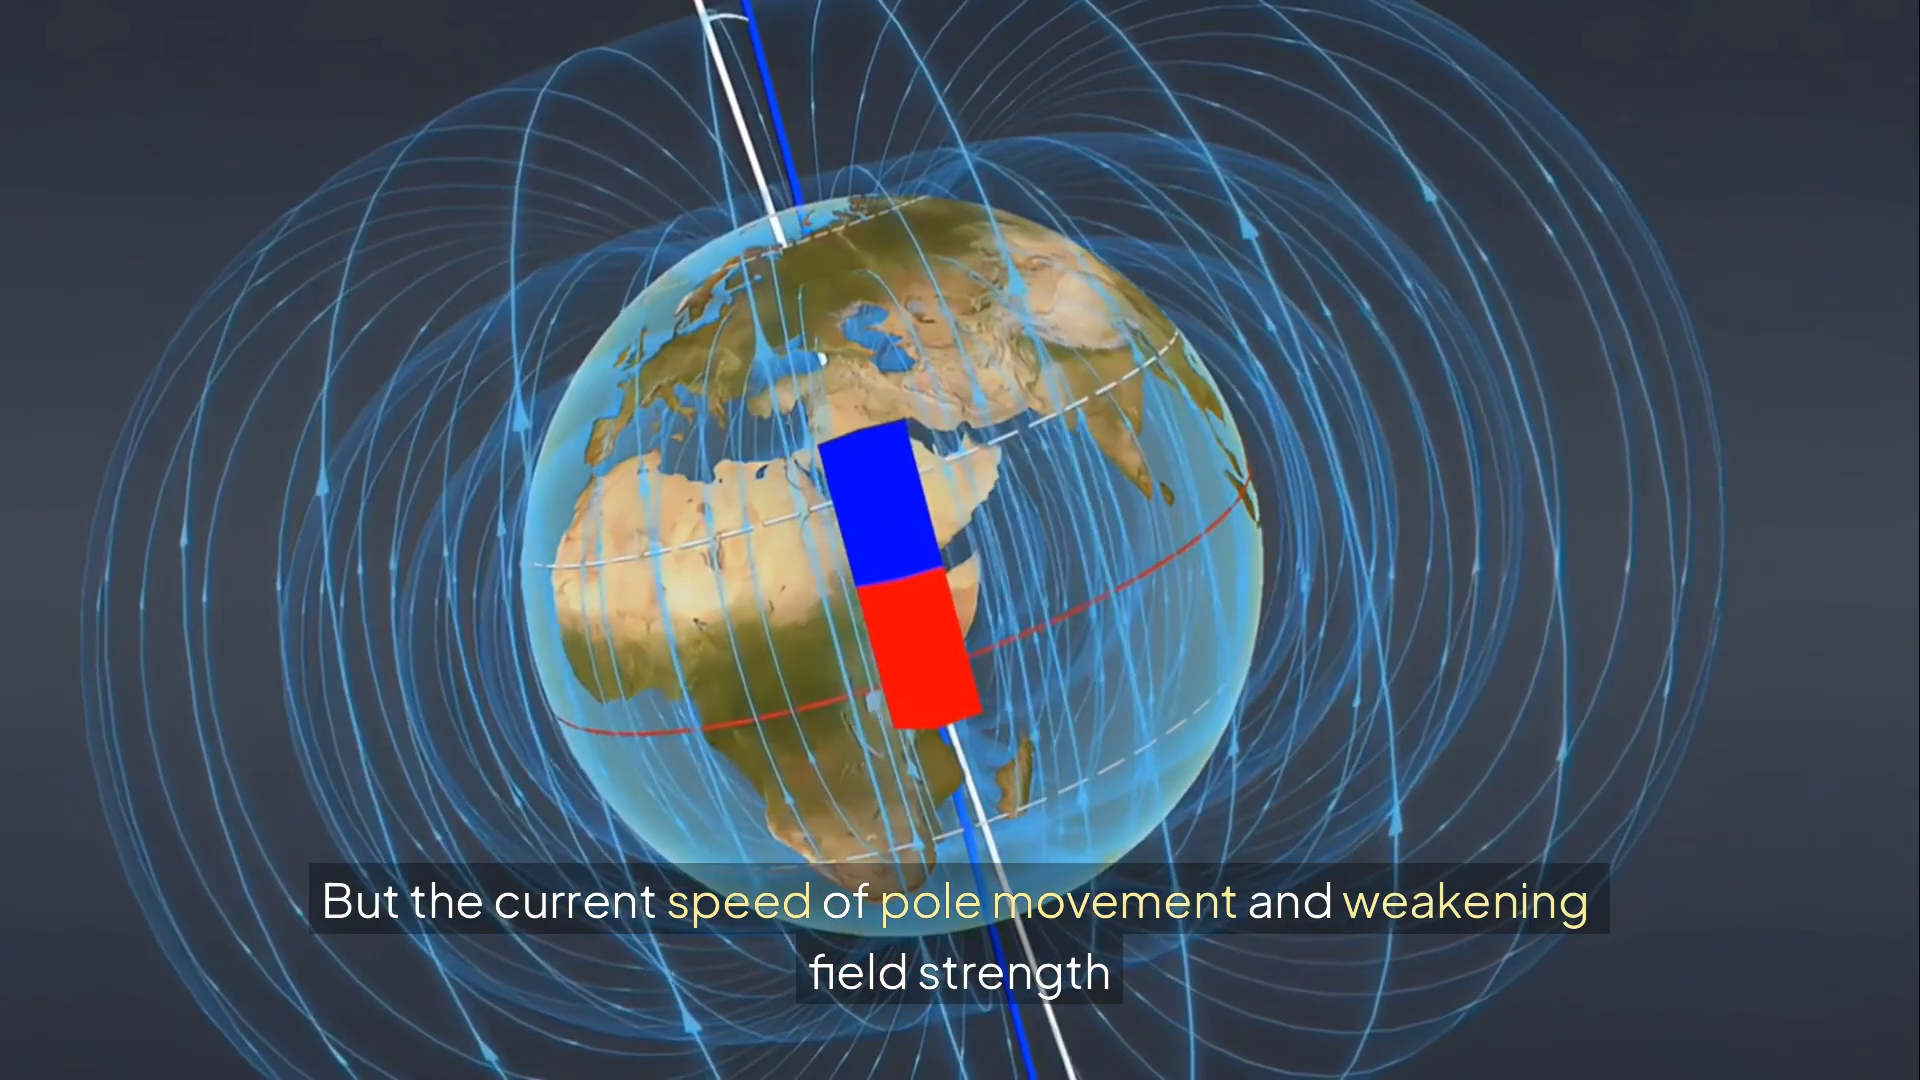 But the current speed of pole movement and weakening
field strength